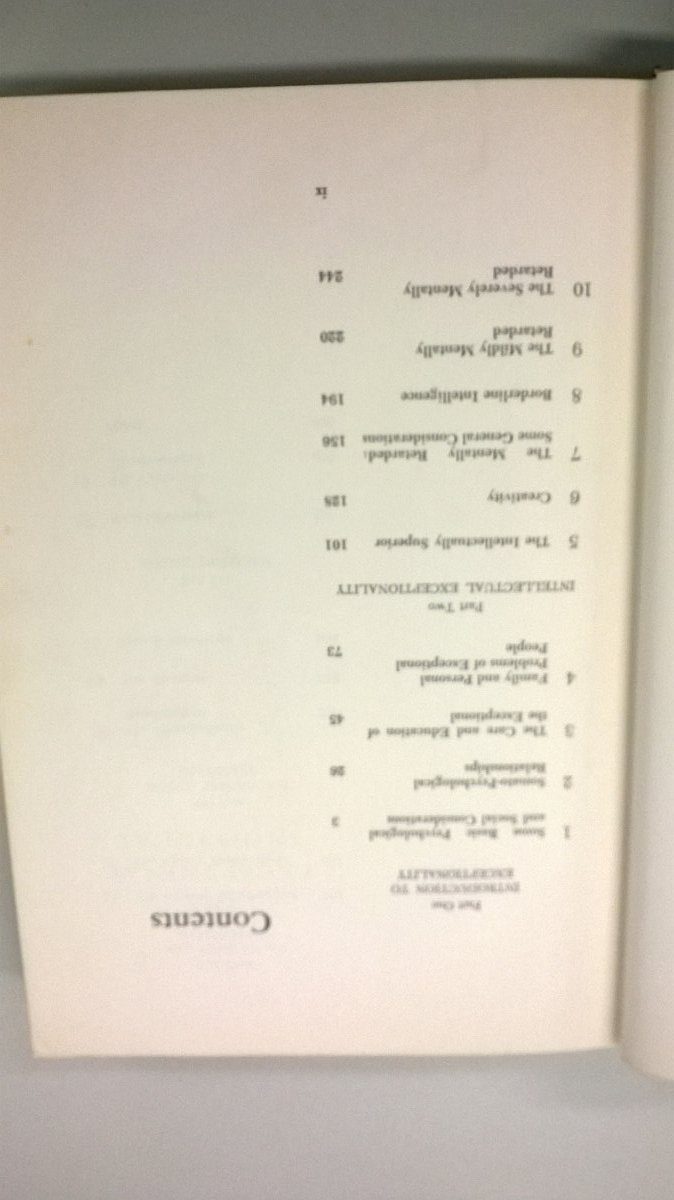 Contents
Part One
INTRODUCTION TO
EXCEPTIONALITY
1 Some Basic Psychological
and Social Considerations 3
2 Somato-Psychological
Relationships 26
3 The Care and Education of
the Exceptional 45
4 Family and Personal
Problems of Exceptional
People 73
Part Two
INTELLECTUAL EXCEPTIONALITY
5 The Intellectually Superior 101
6 Creativity 128
7 The Mentally Retarded:
Some General Considerations 156
8 Borderline Intelligence 194
9 The Mildly Mentally
Retarded 220
10 The Severely Mentally
Retarded 244
ix